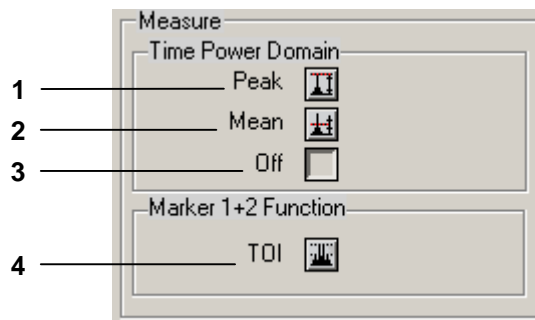 Measure
Time Power Domain
1 Peak
2 Mean
3 Off
Marker 1+2 Function
4 TOI